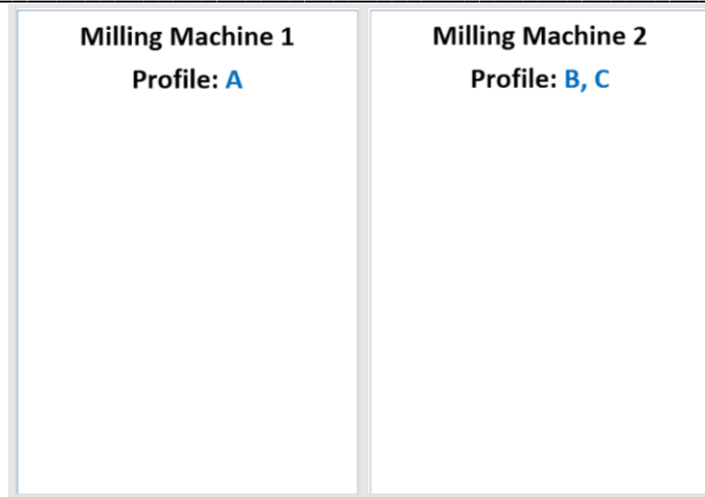 Milling Machine 1
Profile: A
Milling Machine 2
Profile: B, C